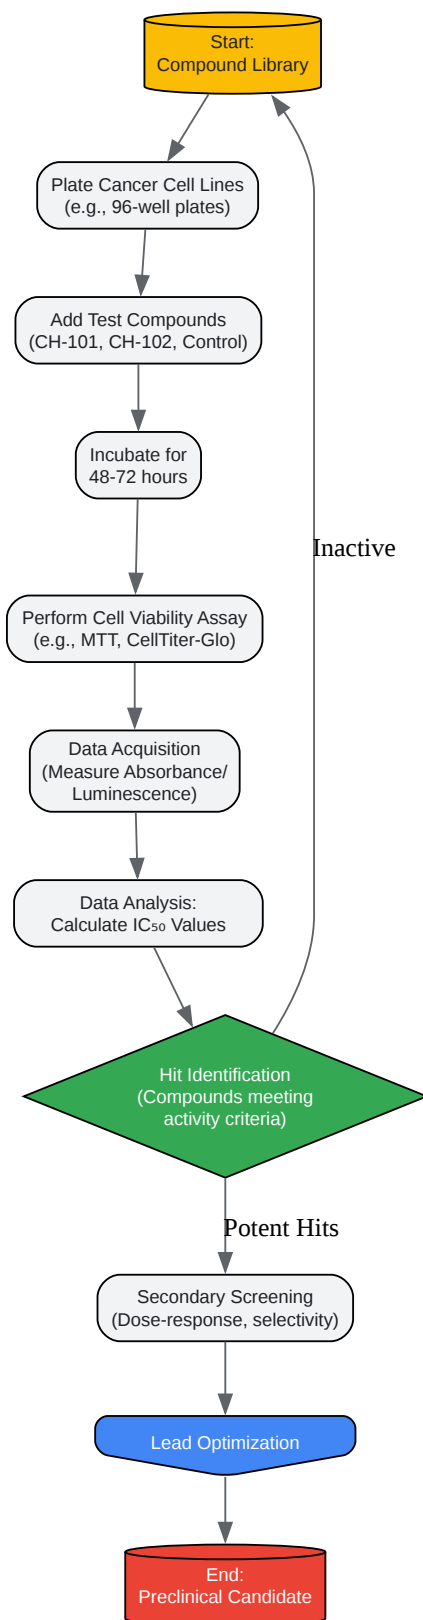 Start:
Compound Library
Plate Cancer Cell Lines
(e.g., 96-well plates)
Add Test Compounds
(CH-101, CH-102, Control)
Incubate for
48-72 hours
Inactive
Perform Cell Viability Assay
(e.g., MTT, CellTiter-Glo)
Data Acquisition
(Measure Absorbance/
Luminescence)
Data Analysis:
Calculate IC₅₀ Values
Hit Identification
(Compounds meeting
activity criteria)
Potent Hits
Secondary Screening
(Dose-response, selectivity)
Lead Optimization
End:
Preclinical Candidate